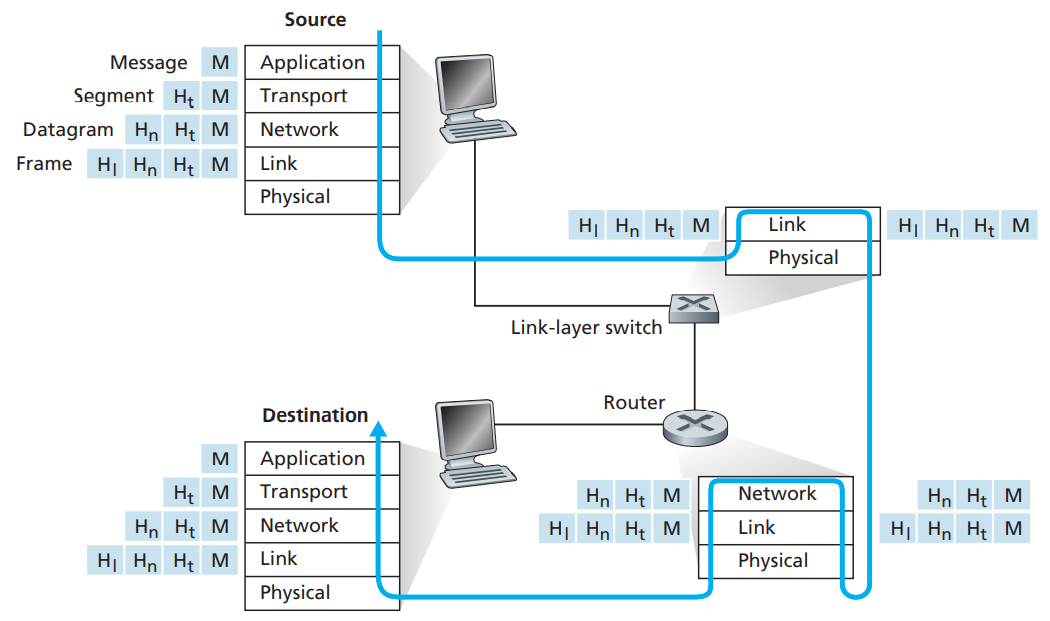 Source
Message M Application
Segment Ht M Transport
Datagram Hn Ht M Network
Frame Hl Hn Ht M Link
Physical
Hl Hn Ht M Link Hl Hn Ht M
Physical
Link-layer switch
Router
Destination
M Application
Ht M Transport
Hn Ht M Network
Hl Hn Ht M Link
Physical
Hn Ht M Network Hn Ht M
Hl Hn Ht M Link Hl Hn Ht M
Physical